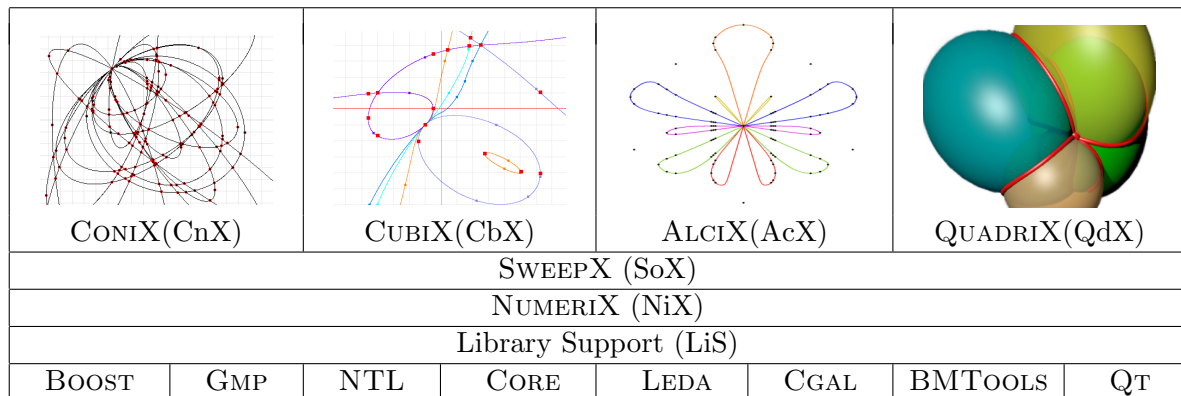 CONIX(CnX) CUBIX(CbX) ALCIX(AcX) QUADRIX(QdX)
SWEEPX (SoX)
NUMERIX (NiX)
Library Support (LiS)
BOOST GMP NTL CORE LEDA CGAL BMTOOLS QT